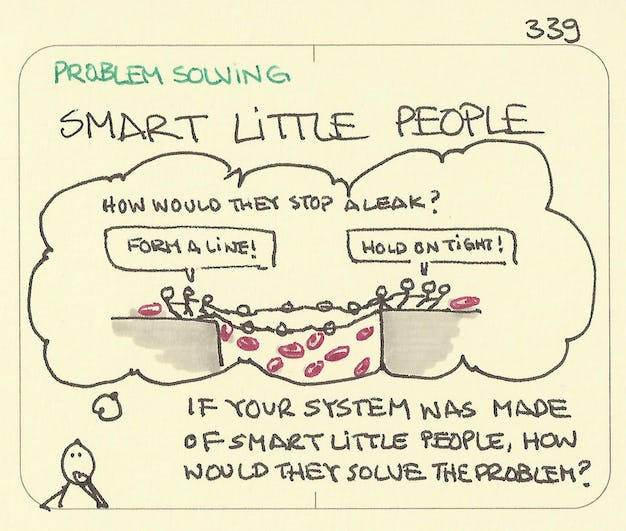 339
PROBLEM SOLVING
SMART LITTLE PEOPLE
HOW WOULD THEY STOP A LEAK?
FORM A LINE!
HOLD ON TIGHT!
IF YOUR SYSTEM WAS MADE
OF SMART LITTLE PEOPLE, HOW
WOULD THEY SOLVE THE PROBLEM?